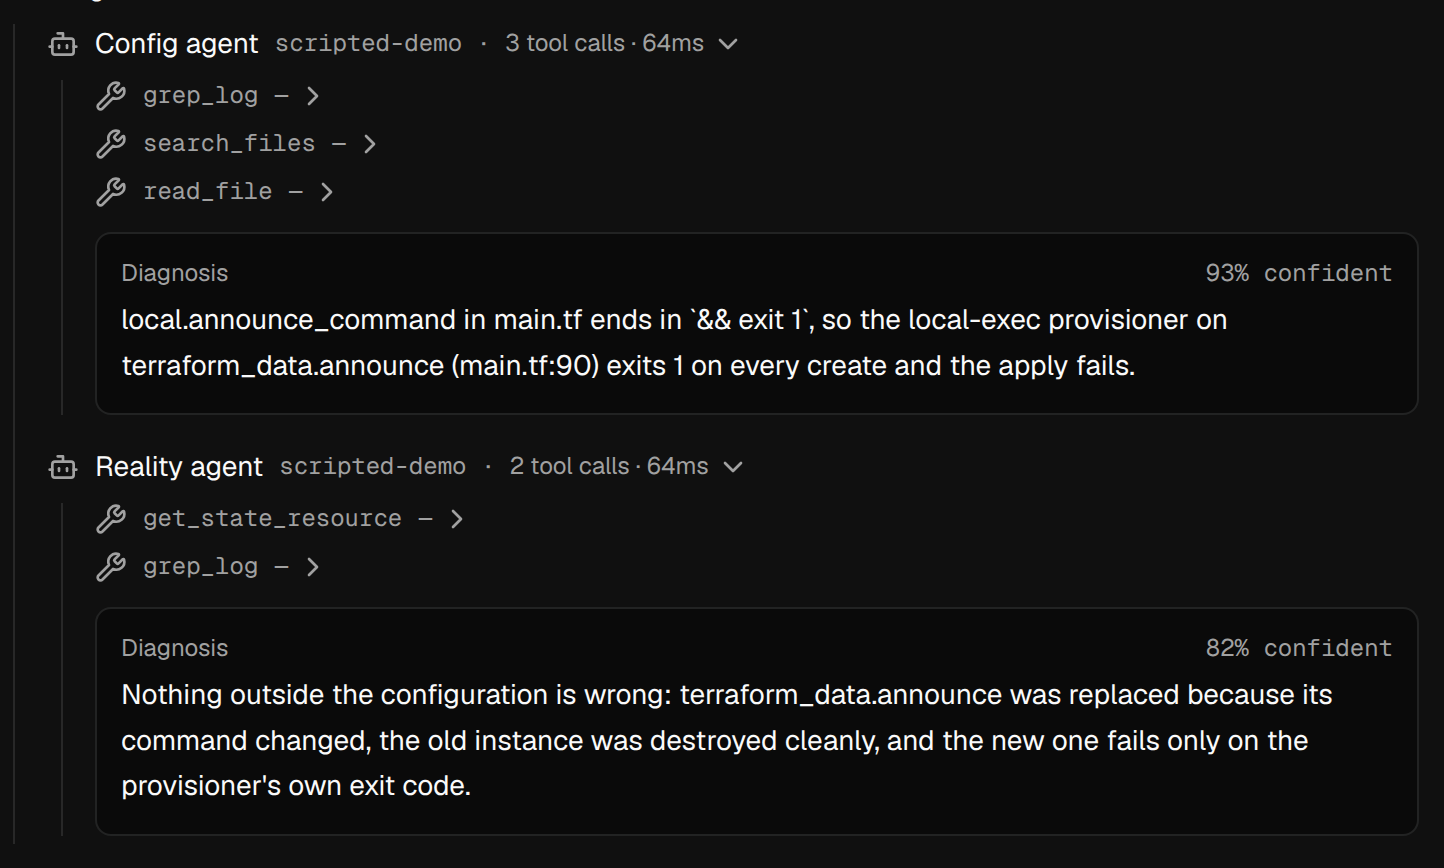 Config agent scripted-demo · 3 tool calls · 64ms
grep_log –
search_files –
read_file –
Diagnosis 93% confident
local.announce_command in main.tf ends in `&& exit 1`, so the local-exec provisioner on
terraform_data.announce (main.tf:90) exits 1 on every create and the apply fails.
Reality agent scripted-demo · 2 tool calls · 64ms
get_state_resource –
grep_log –
Diagnosis 82% confident
Nothing outside the configuration is wrong: terraform_data.announce was replaced because its
command changed, the old instance was destroyed cleanly, and the new one fails only on the
provisioner's own exit code.